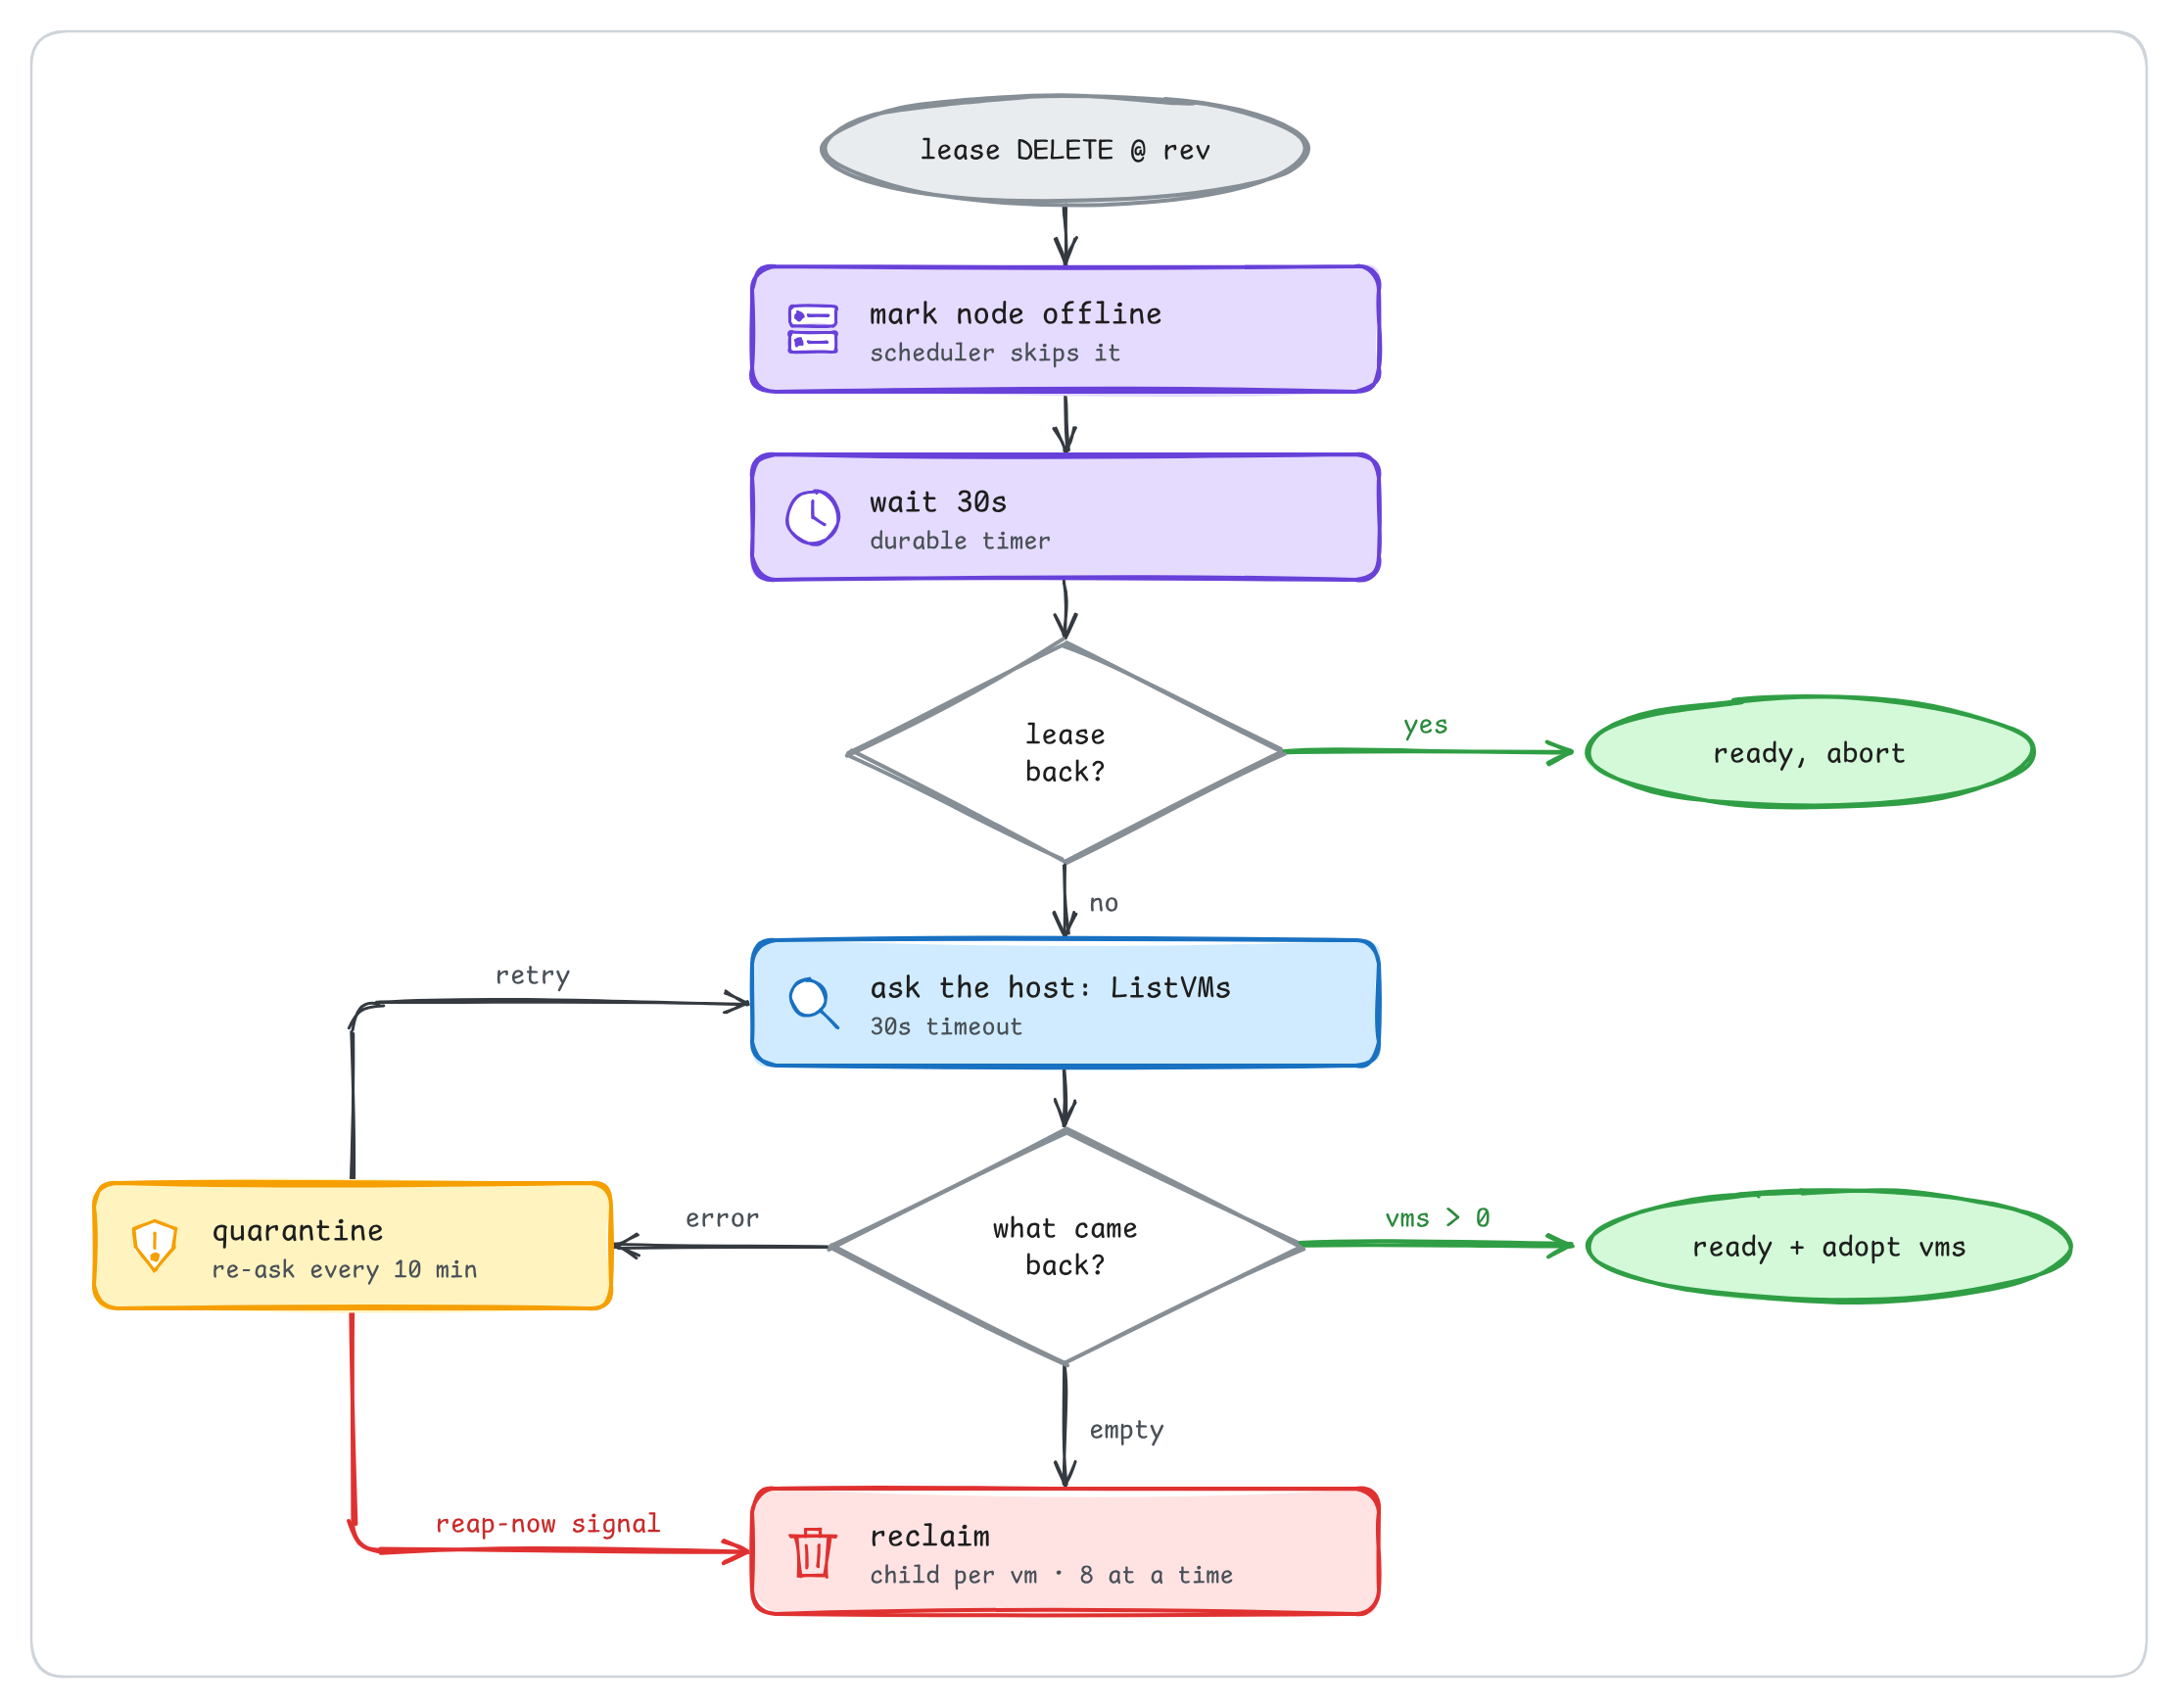 lease DELETE @ rev
mark node offline
scheduler skips it
wait 30s
durable timer
lease
back?
yes
ready, abort
no
retry
ask the host: ListVMs
30s timeout
quarantine
re-ask every 10 min
error
what came
back?
vms > 0
ready + adopt vms
empty
reap-now signal
reclaim
child per vm · 8 at a time